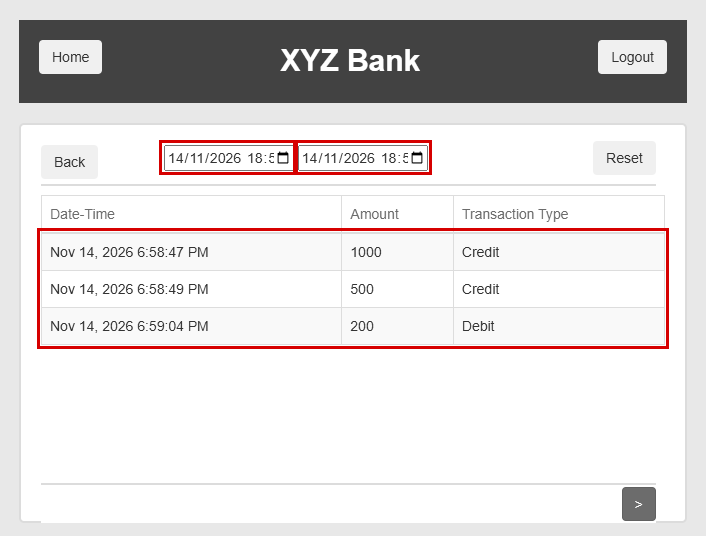 Home
XYZ Bank
Logout
Back
14/11/2026 18:5
14/11/2026 18:5
Reset
Date-Time Amount Transaction Type
Nov 14, 2026 6:58:47 PM 1000 Credit
Nov 14, 2026 6:58:49 PM 500 Credit
Nov 14, 2026 6:59:04 PM 200 Debit
>